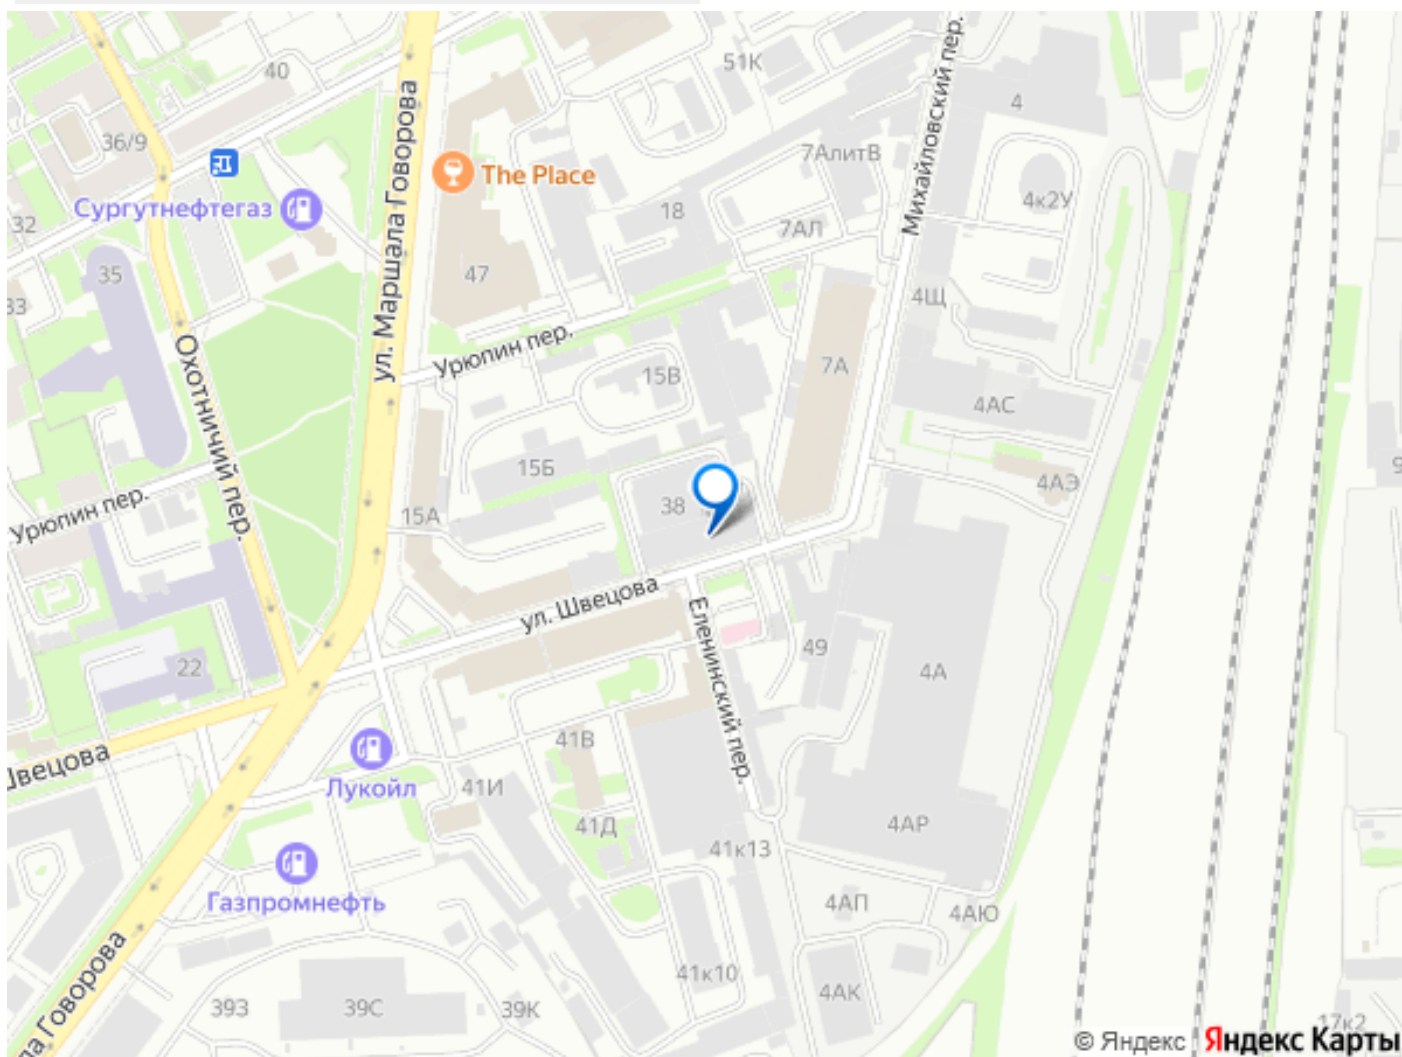 40
51К
4
Михайловский пер.
36/9
7АлитВ
The Place
ул. Маршала Говорова
4к2У
Сургутнефтегаз
32
18
7АЛ
35
47
4Щ
33
Урюпин пер.
Охотничий пер.
15В
7А
4АС
15Б
9
4АЭ
Урюпин пер.
38
15А
ул. Швецова
Еленинский пер.
49
22
4А
41В
Швецова
Лукойл
41И
41Д
4АР
41к13
Газпромнефть
4АП
4АЮ
41к10
4АК
39З
39С
39К
ла Говорова
17к2
© Яндекс Яндекс Карты